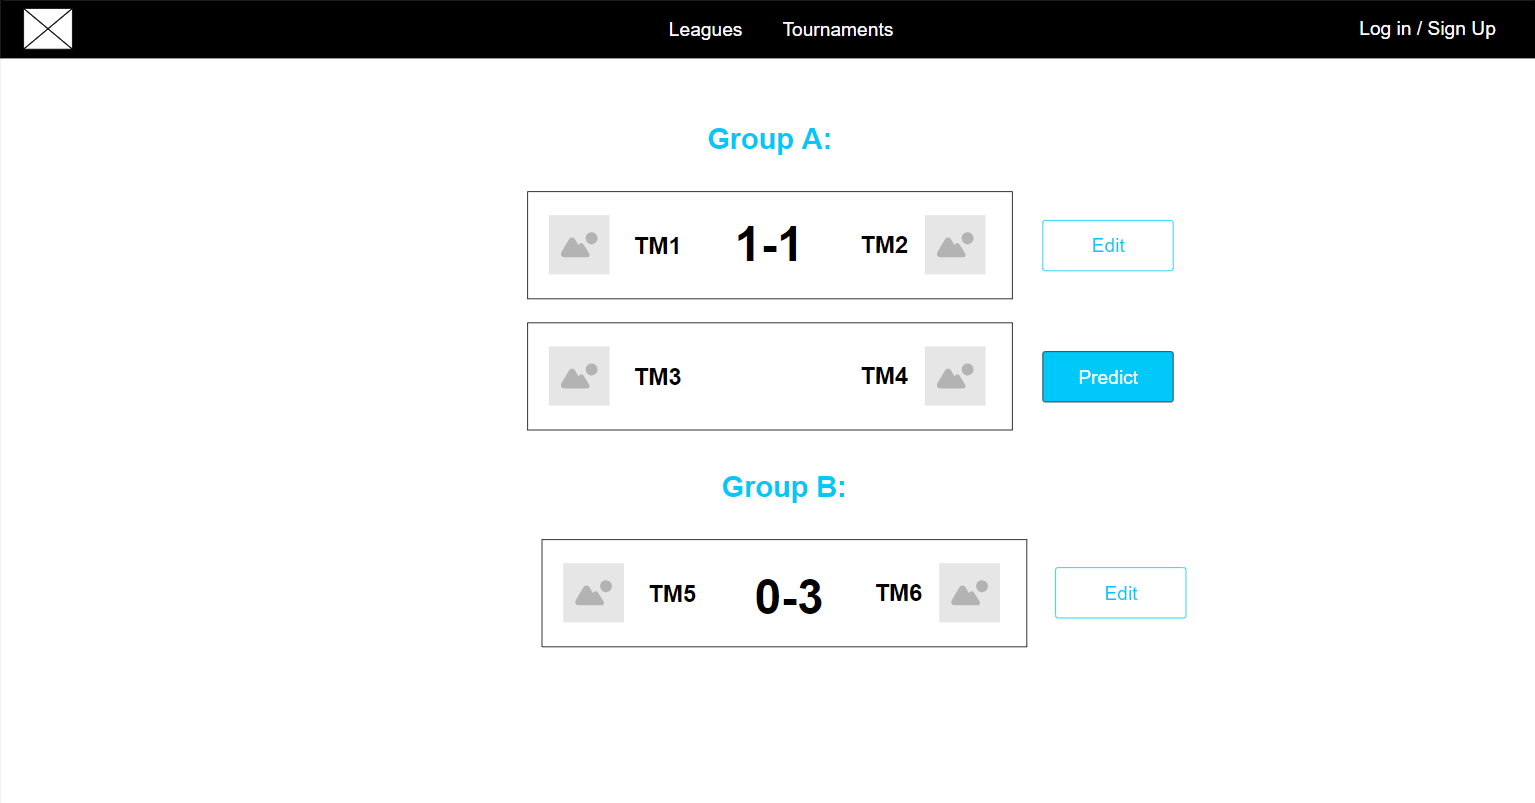 Leagues Tournaments Log in / Sign Up
Group A:
TM1 1-1 TM2 Edit
TM3 TM4 Predict
Group B:
TM5 0-3 TM6 Edit